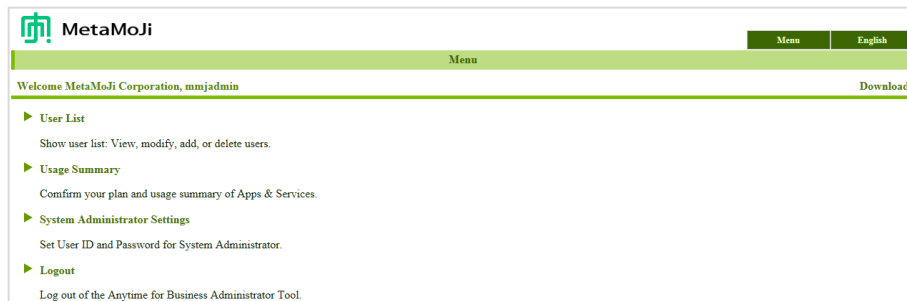 MetaMoJi
Menu English
Menu
Welcome MetaMoJi Corporation, mmjadmin Download
User List
Show user list: View, modify, add, or delete users.
Usage Summary
Comfirm your plan and usage summary of Apps & Services.
System Administrator Settings
Set User ID and Password for System Administrator.
Logout
Log out of the Anytime for Business Administrator Tool.